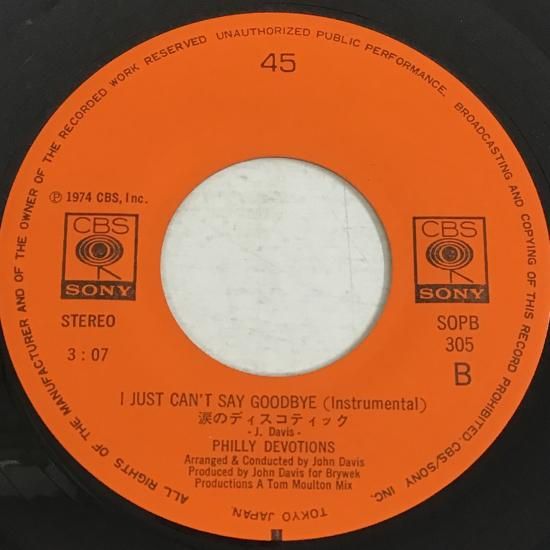 ALL RIGHTS OF THE MANUFACTURER AND OF THE OWNER OF THE RECORDED WORK RESERVED UNAUTHORIZED PUBLIC PERFORMANCE, BROADCASTING AND COPYING OF THIS RECORD PROHIBITED:CBS/SONY INC. TOKYO JAPAN.
45
℗ 1974 CBS, Inc.
CBS
SONY
CBS
SONY
STEREO
SOPB
305
3:07
B
I JUST CAN'T SAY GOODBYE (Instrumental)
涙のディスコティック
- J. Davis -
PHILLY DEVOTIONS
Arranged & Conducted by John Davis
Produced by John Davis for Brywek
Productions A Tom Moulton Mix